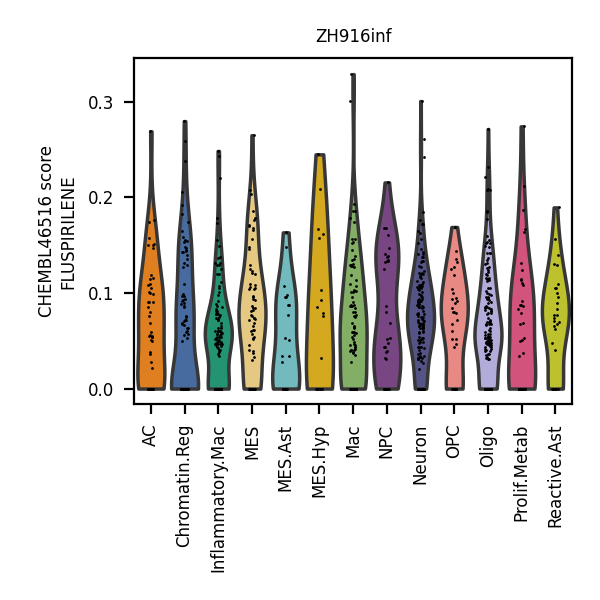 ZH916inf
CHEMBL46516 score
FLUSPIRILENE
0.3
0.2
0.1
0.0
AC
Chromatin.Reg
Inflammatory.Mac
MES
MES.Ast
MES.Hyp
Mac
NPC
Neuron
OPC
Oligo
Prolif.Metab
Reactive.Ast